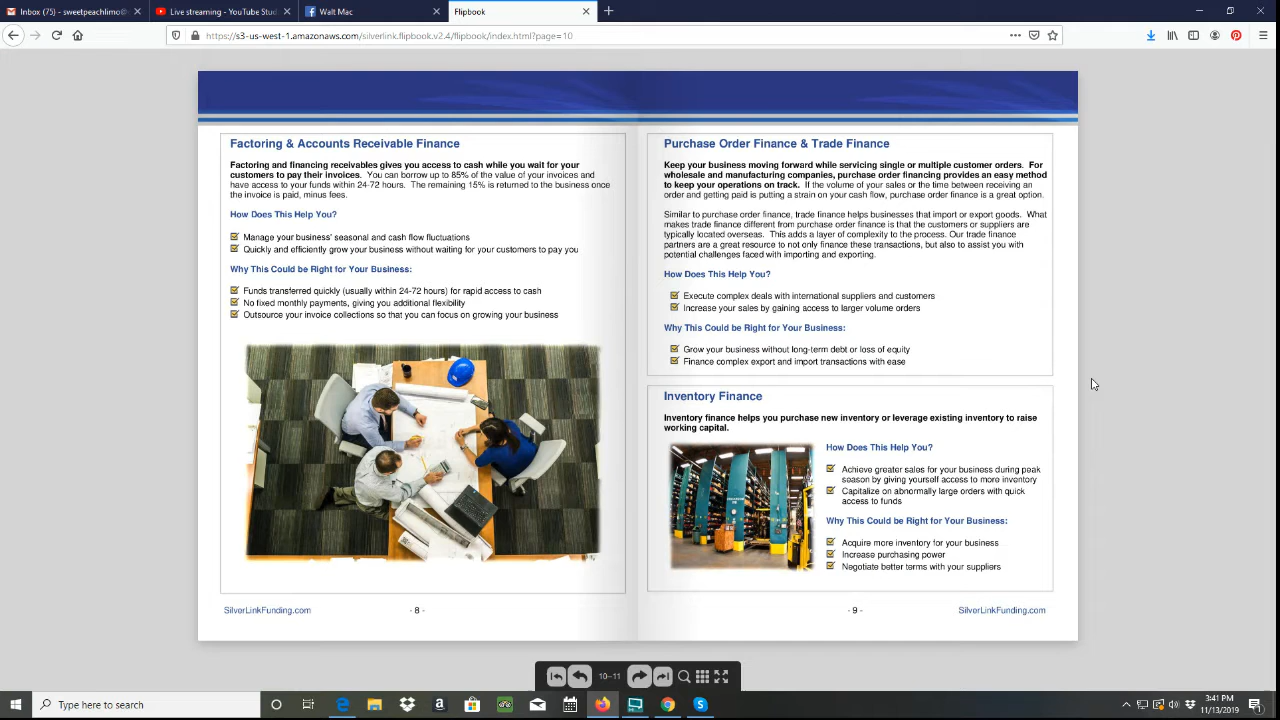 Inbox (75) - sweetpeachlimo@
Live streaming - YouTube Stud
Walt Mac
Flipbook
https://s3-us-west-1.amazonaws.com/silverlink.flipbook.v2.4/flipbook/index.html?page=10
Factoring & Accounts Receivable Finance
Factoring and financing receivables gives you access to cash while you wait for your
customers to pay their invoices. You can borrow up to 85% of the value of your invoices and
have access to your funds within 24-72 hours. The remaining 15% is returned to the business once
the invoice is paid, minus fees.
How Does This Help You?
Manage your business' seasonal and cash flow fluctuations
Quickly and efficiently grow your business without waiting for your customers to pay you
Why This Could be Right for Your Business:
Funds transferred quickly (usually within 24-72 hours) for rapid access to cash
No fixed monthly payments, giving you additional flexibility
Outsource your invoice collections so that you can focus on growing your business
SilverLinkFunding.com
- 8 -
Purchase Order Finance & Trade Finance
Keep your business moving forward while servicing single or multiple customer orders. For
wholesale and manufacturing companies, purchase order financing provides an easy method
to keep your operations on track. If the volume of your sales or the time between receiving an
order and getting paid is putting a strain on your cash flow, purchase order finance is a great option.
Similar to purchase order finance, trade finance helps businesses that import or export goods. What
makes trade finance different from purchase order finance is that the customers or suppliers are
typically located overseas. This adds a layer of complexity to the process. Our trade finance
partners are a great resource to not only finance these transactions, but also to assist you with
potential challenges faced with importing and exporting.
How Does This Help You?
Execute complex deals with international suppliers and customers
Increase your sales by gaining access to larger volume orders
Why This Could be Right for Your Business:
Grow your business without long-term debt or loss of equity
Finance complex export and import transactions with ease
Inventory Finance
Inventory finance helps you purchase new inventory or leverage existing inventory to raise
working capital.
How Does This Help You?
Achieve greater sales for your business during peak
season by giving yourself access to more inventory
Capitalize on abnormally large orders with quick
access to funds
Why This Could be Right for Your Business:
Acquire more inventory for your business
Increase purchasing power
Negotiate better terms with your suppliers
- 9 -
SilverLinkFunding.com
10–11
Type here to search
3:41 PM
11/13/2019